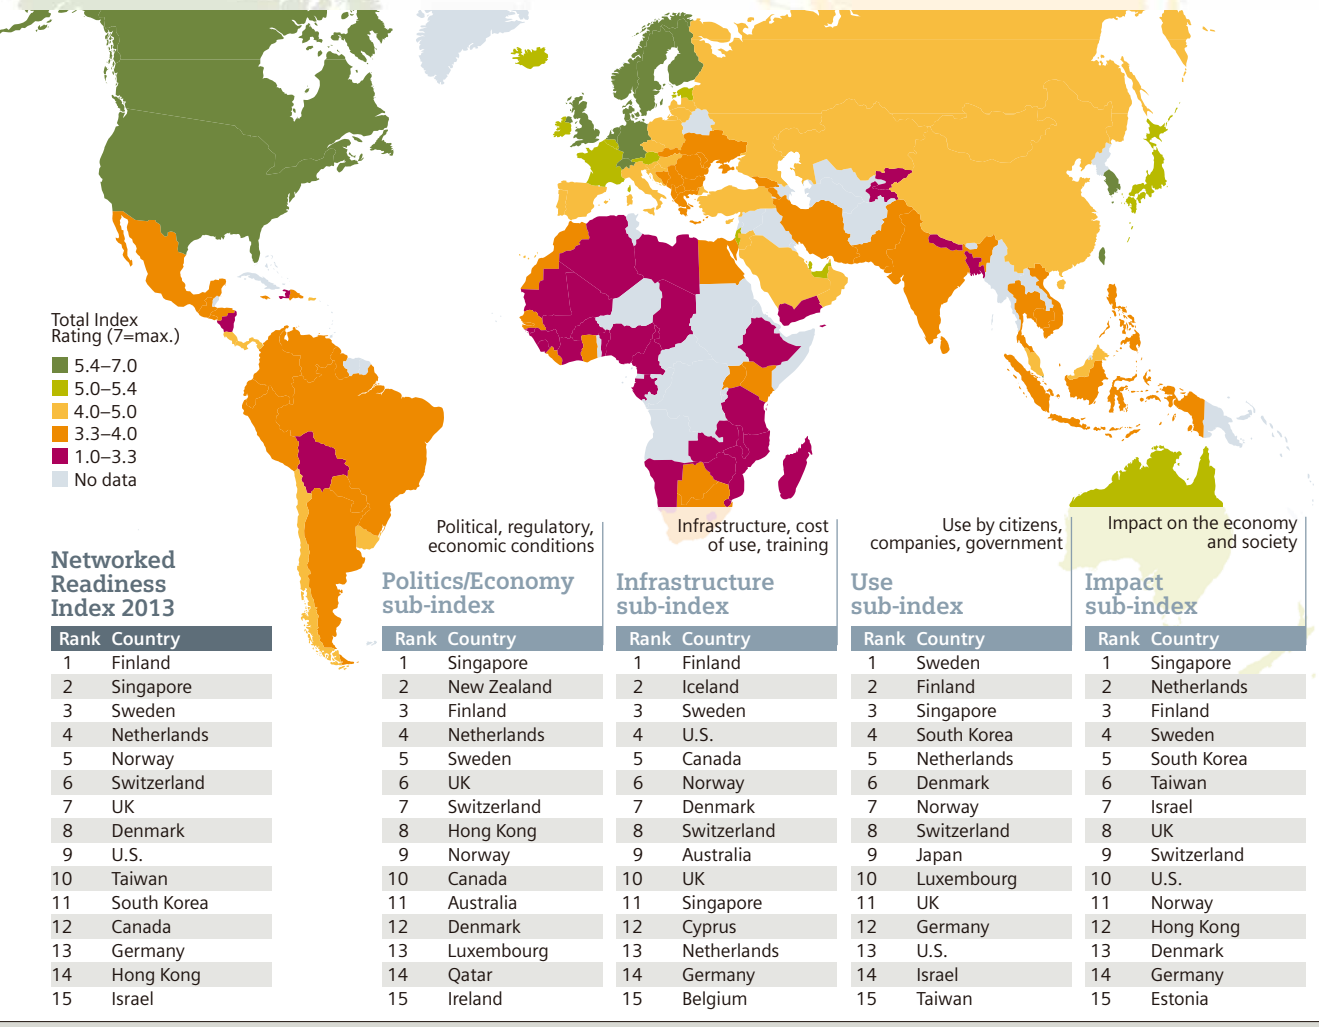 Total Index
Rating (7=max.)
5.4–7.0
5.0–5.4
4.0–5.0
3.3–4.0
1.0–3.3
No data
Networked
Readiness
Index 2013
Rank Country
1 Finland
2 Singapore
3 Sweden
4 Netherlands
5 Norway
6 Switzerland
7 UK
8 Denmark
9 U.S.
10 Taiwan
11 South Korea
12 Canada
13 Germany
14 Hong Kong
15 Israel
Political, regulatory,
economic conditions
Politics/Economy
sub-index
Rank Country
1 Singapore
2 New Zealand
3 Finland
4 Netherlands
5 Sweden
6 UK
7 Switzerland
8 Hong Kong
9 Norway
10 Canada
11 Australia
12 Denmark
13 Luxembourg
14 Qatar
15 Ireland
Infrastructure, cost
of use, training
Infrastructure
sub-index
Rank Country
1 Finland
2 Iceland
3 Sweden
4 U.S.
5 Canada
6 Norway
7 Denmark
8 Switzerland
9 Australia
10 UK
11 Singapore
12 Cyprus
13 Netherlands
14 Germany
15 Belgium
Use by citizens,
companies, government
Use
sub-index
Rank Country
1 Sweden
2 Finland
3 Singapore
4 South Korea
5 Netherlands
6 Denmark
7 Norway
8 Switzerland
9 Japan
10 Luxembourg
11 UK
12 Germany
13 U.S.
14 Israel
15 Taiwan
Impact on the economy
and society
Impact
sub-index
Rank Country
1 Singapore
2 Netherlands
3 Finland
4 Sweden
5 South Korea
6 Taiwan
7 Israel
8 UK
9 Switzerland
10 U.S.
11 Norway
12 Hong Kong
13 Denmark
14 Germany
15 Estonia